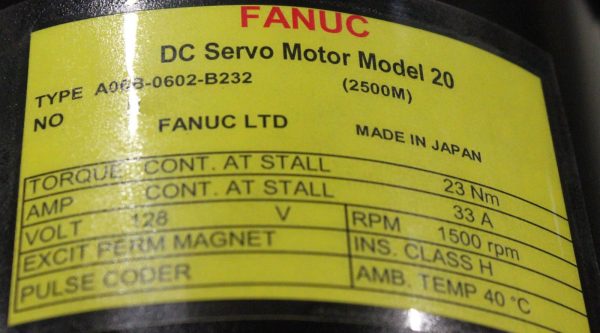 FANUC
DC Servo Motor Model 20
TYPE A06B-0602-B232 (2500M)
NO FANUC LTD MADE IN JAPAN
TORQUE CONT. AT STALL 23 Nm
AMP CONT. AT STALL 33 A
VOLT 128 V RPM 1500 rpm
EXCIT PERM MAGNET INS. CLASS H
PULSE CODER AMB. TEMP 40 °C